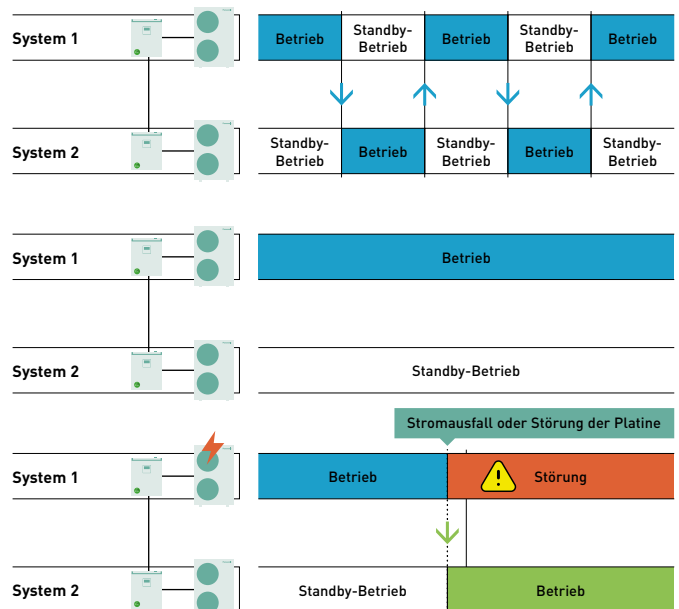 System 1
Betrieb
Standby-
Betrieb
Betrieb
Standby-
Betrieb
Betrieb
System 2
Standby-
Betrieb
Betrieb
Standby-
Betrieb
Betrieb
Standby-
Betrieb
System 1
Betrieb
System 2
Standby-Betrieb
Stromausfall oder Störung der Platine
System 1
Betrieb
Störung
System 2
Standby-Betrieb
Betrieb